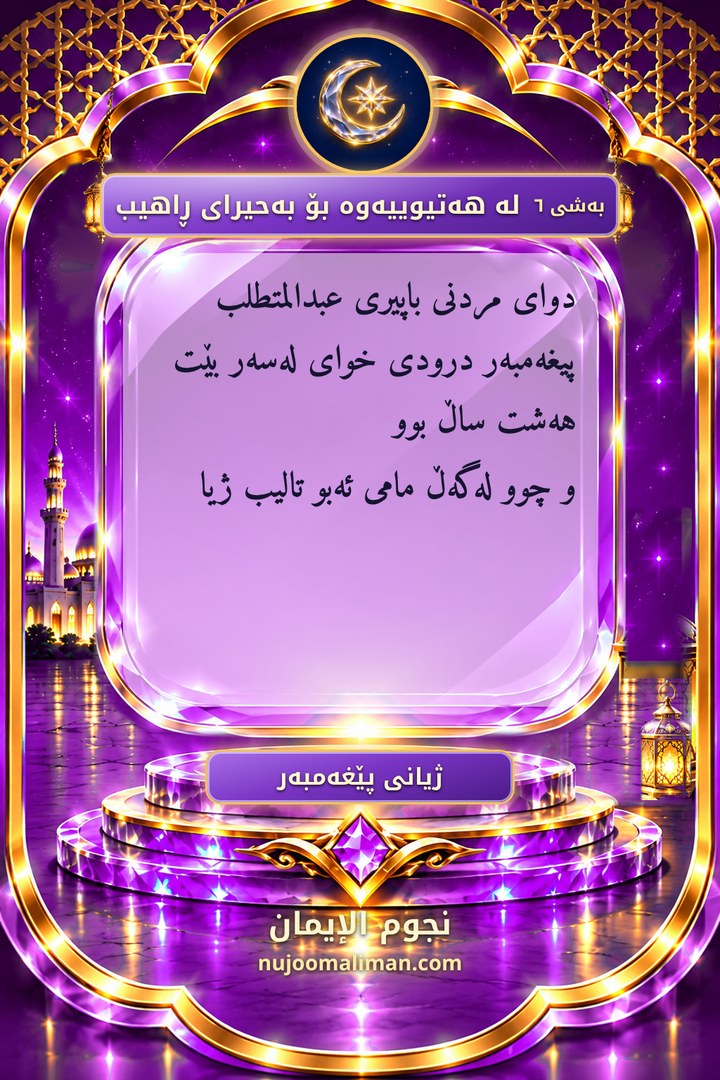 بەشی ٦ لە هەتیوییەوە بۆ بەحیرای ڕاهیب
دوای مردنی باپیری عبدالمتطلب
پیغەمبەر درودی خوای لەسەر بێت
هەشت ساڵ بوو
و چوو لەگەڵ مامی ئەبو تالیب ژیا
ژیانی پێغەمبەر
نجوم الإيمان
nujoomaliman.com